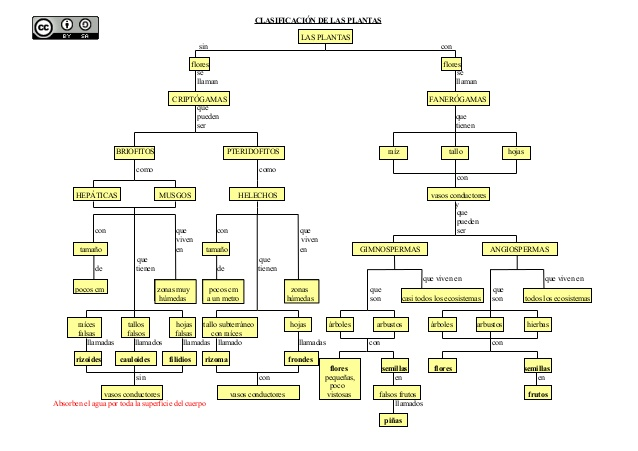 CLASIFICACIÓN DE LAS PLANTAS
cc
BY SA
LAS PLANTAS
sin
con
flores
flores
se
llaman
se
llaman
CRIPTÓGAMAS
FANERÓGAMAS
que
pueden
ser
que
tienen
BRIOFITOS
PTERIDOFITOS
raíz
tallo
hojas
como
como
con
HEPÁTICAS
MUSGOS
HELECHOS
vasos conductores
y
que
pueden
ser
con
que
viven
en
con
que
viven
en
tamaño
tamaño
GIMNOSPERMAS
ANGIOSPERMAS
de
que
tienen
de
que
tienen
que viven en
que viven en
pocos cm
zonas muy
húmedas
pocos cm
a un metro
zonas
húmedas
que
son
casi todos los ecosistemas
que
son
todos los ecosistemas
raíces
falsas
tallos
falsos
hojas
falsas
tallo subterráneo
con raíces
hojas
árboles
arbustos
árboles
arbustos
hierbas
llamadas
llamados
llamadas
llamado
llamadas
con
con
rizoides
cauloides
filidios
rizoma
frondes
flores
pequeñas,
poco
vistosas
semillas
flores
semillas
sin
con
en
en
vasos conductores
vasos conductores
falsos frutos
frutos
Absorben el agua por toda la superficie del cuerpo
llamados
piñas